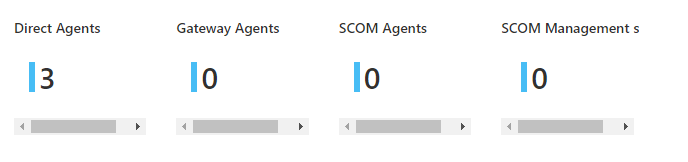 Direct Agents
Gateway Agents
SCOM Agents
SCOM Management s
3
0
0
0